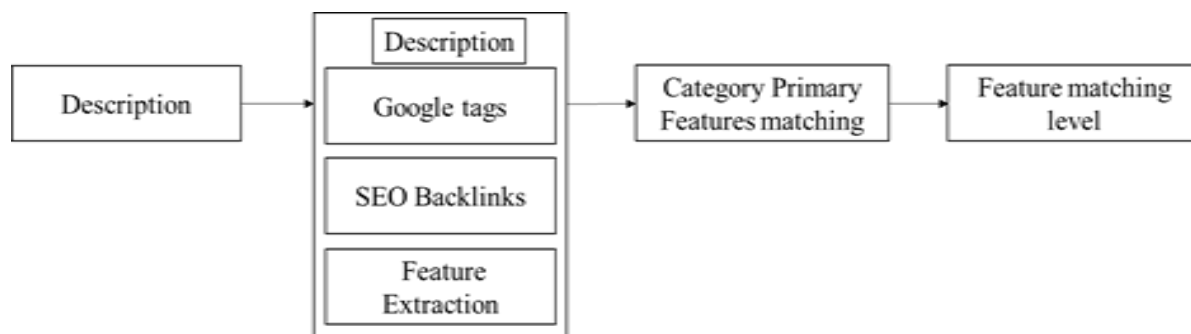 Description
Description
Google tags
SEO Backlinks
Feature
Extraction
Category Primary
Features matching
Feature matching
level